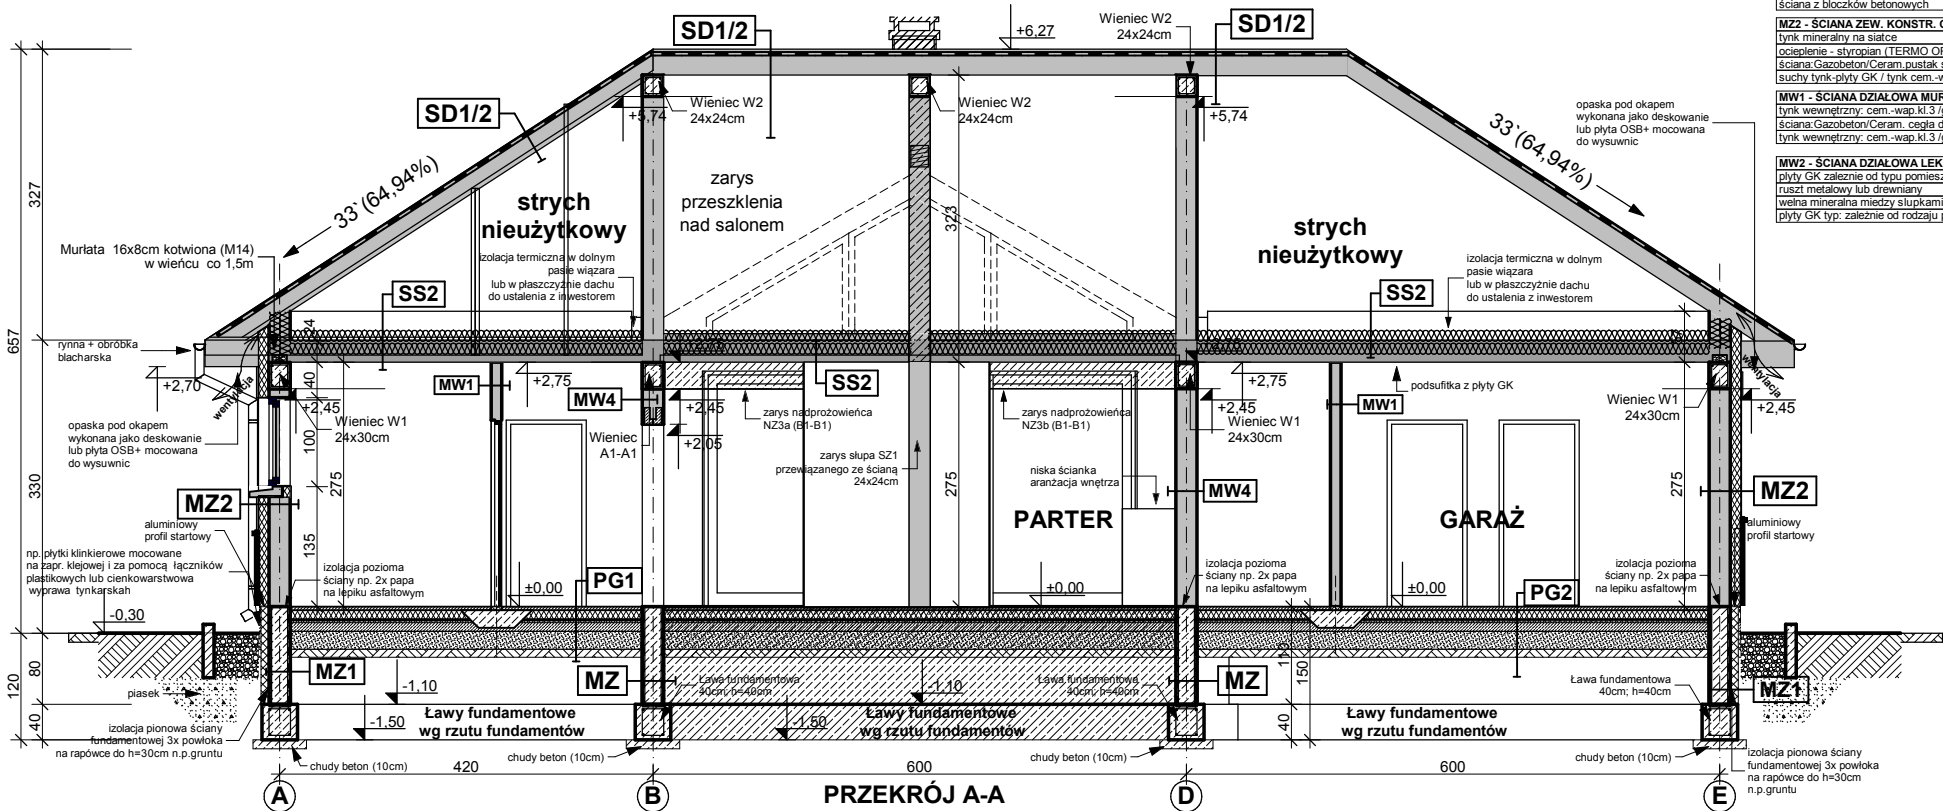 ściana z bloczków betonowych
MZ2 - ŚCIANA ZEW. KONSTR.
tynk mineralny na siatce
ocieplenie - styropian (TERMO
ściana:Gazobeton/Ceram.pustak
suchy tynk-płyty GK / tynk
MW1 - ŚCIANA DZIAŁOWA
tynk wewnętrzny: cem.-wap.kl.3
ściana:Gazobeton/Ceram. cegła
tynk wewnętrzny: cem.-wap.kl.3
MW2 - ŚCIANA DZIAŁOWA
płyty GK zależnie od typu
ruszt metalowy lub drewniany
wełna mineralna miedzy slupkami
płyty GK typ: zależnie od rodzaju
SD1/2
Wieniec W2
24x24cm
SD1/2
+6,27
SD1/2
Wieniec W2
24x24cm
+5,74
Wieniec W2
24x24cm
+5,74
opaska pod okapem
wykonana jako deskowanie
lub płyta OSB+ mocowana
do wysuwnic
33`(64,94%)
33`(64,94%)
327
657
330
120
80
40
strych
nieużytkowy
zarys
przeszklenia
nad salonem
323
strych
nieużytkowy
Murłata 16x8cm kotwiona (M14)
w wieńcu co 1,5m
izolacja termiczna w dolnym
pasie wiązara
lub w płaszczyźnie dachu
do ustalenia z inwestorem
izolacja termiczna w dolnym
pasie wiązara
lub w płaszczyźnie dachu
do ustalenia z inwestorem
SS2
SS2
SS2
rynna + obróbka
blacharska
24
+2,70
wentylacja
wentylacja
40
+2,45
100
275
135
MW1
+2,75
+2,75
+2,75
+2,75
MW4
+2,45
+2,05
zarys nadprożowieńca
NZ3a (B1-B1)
zarys nadprożowieńca
NZ3b (B1-B1)
+2,45
podsufitka z płyty GK
MW1
Wieniec W1
24x30cm
Wieniec
A1-A1
Wieniec W1
24x30cm
Wieniec W1
24x30cm
+2,45
opaska pod okapem
wykonana jako deskowanie
lub płyta OSB+ mocowana
do wysuwnic
zarys słupa SZ1
przewiązanego ze ścianą
24x24cm
275
niska ścianka
aranżacja wnętrza
MW4
275
MZ2
MZ2
PARTER
GARAŻ
aluminiowy
profil startowy
aluminiowy
profil startowy
np. płytki klinkierowe mocowane
na zapr. klejowej i za pomocą łączników
plastikowych lub cienkowarstwowa
wyprawa tynkarskah
izolacja pozioma
ściany np. 2x papa
na lepiku asfaltowym
PG1
±0,00
±0,00
izolacja pozioma
ściany np. 2x papa
na lepiku asfaltowym
±0,00
PG2
izolacja pozioma
ściany np. 2x papa
na lepiku asfaltowym
-0,30
MZ1
piasek
-1,10
-1,50
MZ
Ława fundamentowa
40cm; h=40cm
-1,10
-1,50
Ława fundamentowa
40cm; h=40cm
MZ
113
150
40
Ława fundamentowa
40cm; h=40cm
MZ1
Ławy fundamentowe
wg rzutu fundamentów
Ławy fundamentowe
wg rzutu fundamentów
Ławy fundamentowe
wg rzutu fundamentów
izolacja pionowa ściany
fundamentowej 3x powłoka
na rapówce do h=30cm n.p.gruntu
izolacja pionowa ściany
fundamentowej 3x powłoka
na rapówce do h=30cm
n.p.gruntu
chudy beton (10cm)
chudy beton (10cm)
chudy beton (10cm)
chudy beton (10cm)
420
600
600
A
B
PRZEKRÓJ A-A
D
E